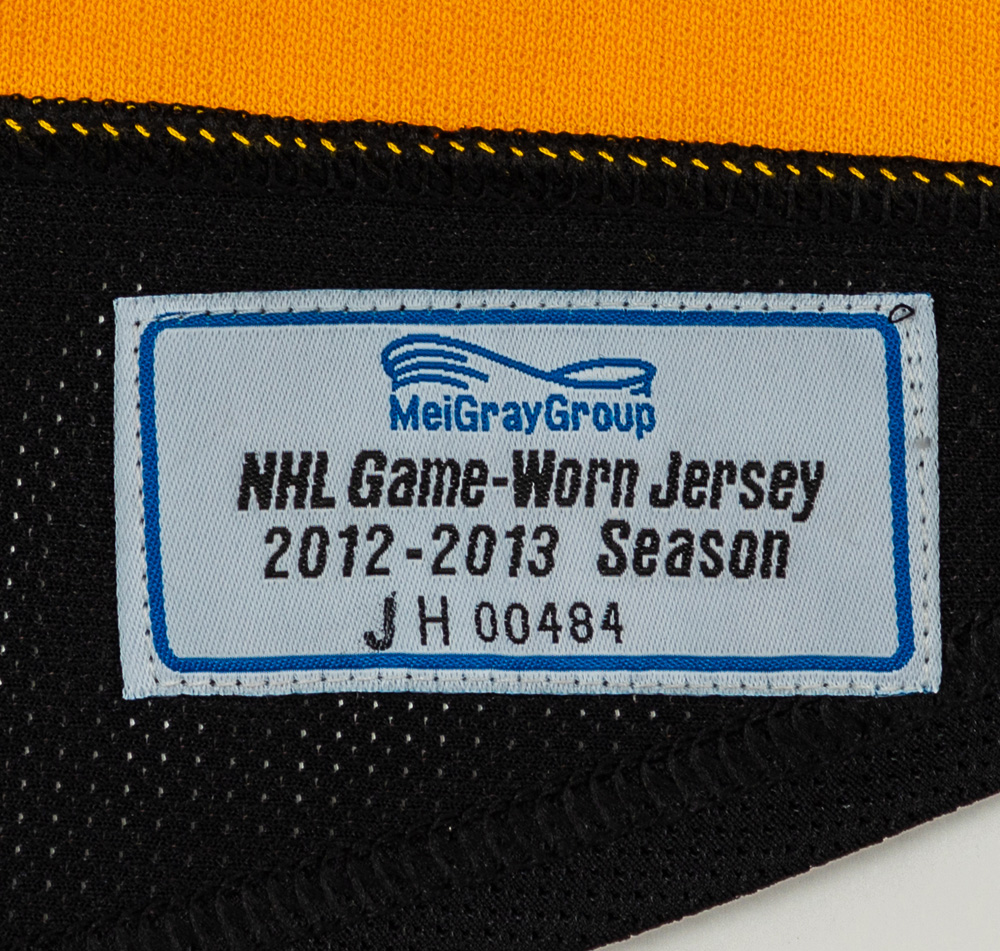 MeiGrayGroup
NHL Game-Worn Jersey
2012-2013 Season
JH 00484